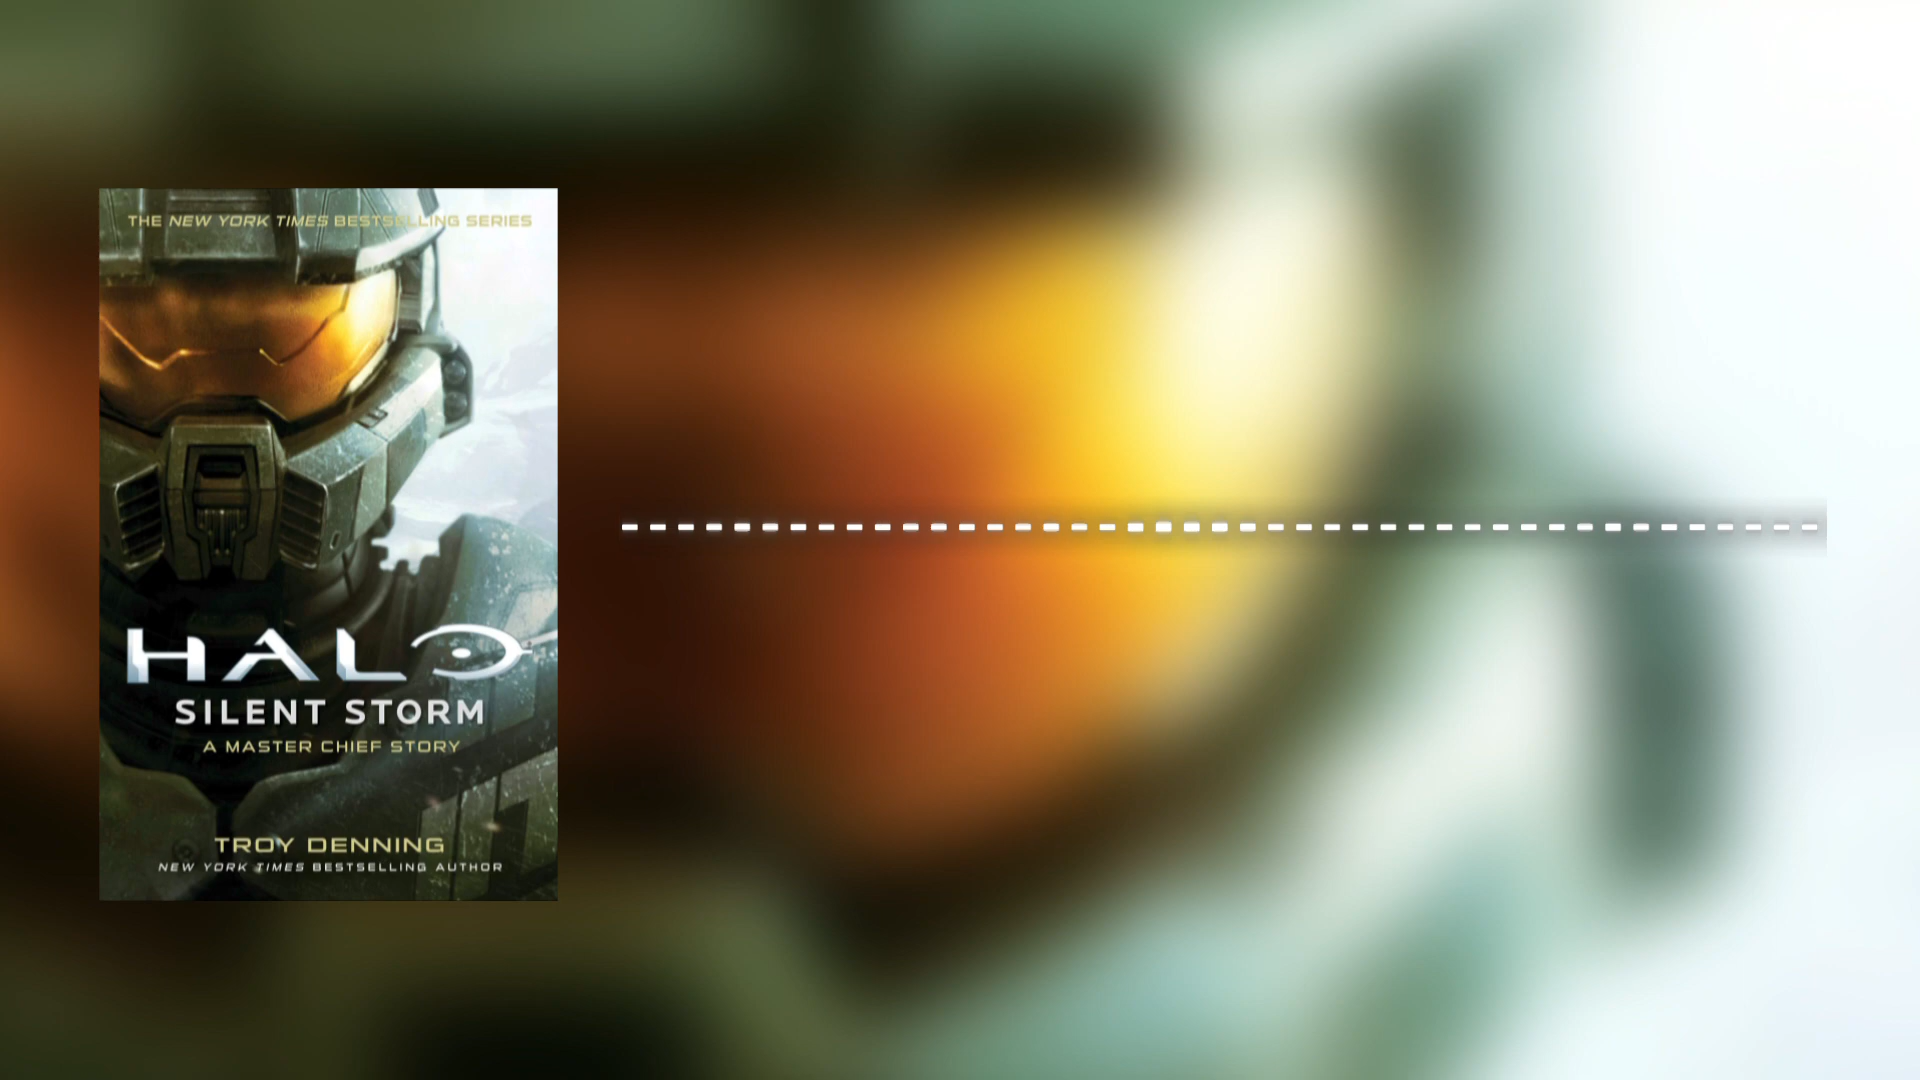 THE NEW YORK TIMES BESTSELLING SERIES
HALO
SILENT STORM
A MASTER CHIEF STORY
TROY DENNING
NEW YORK TIMES BESTSELLING AUTHOR